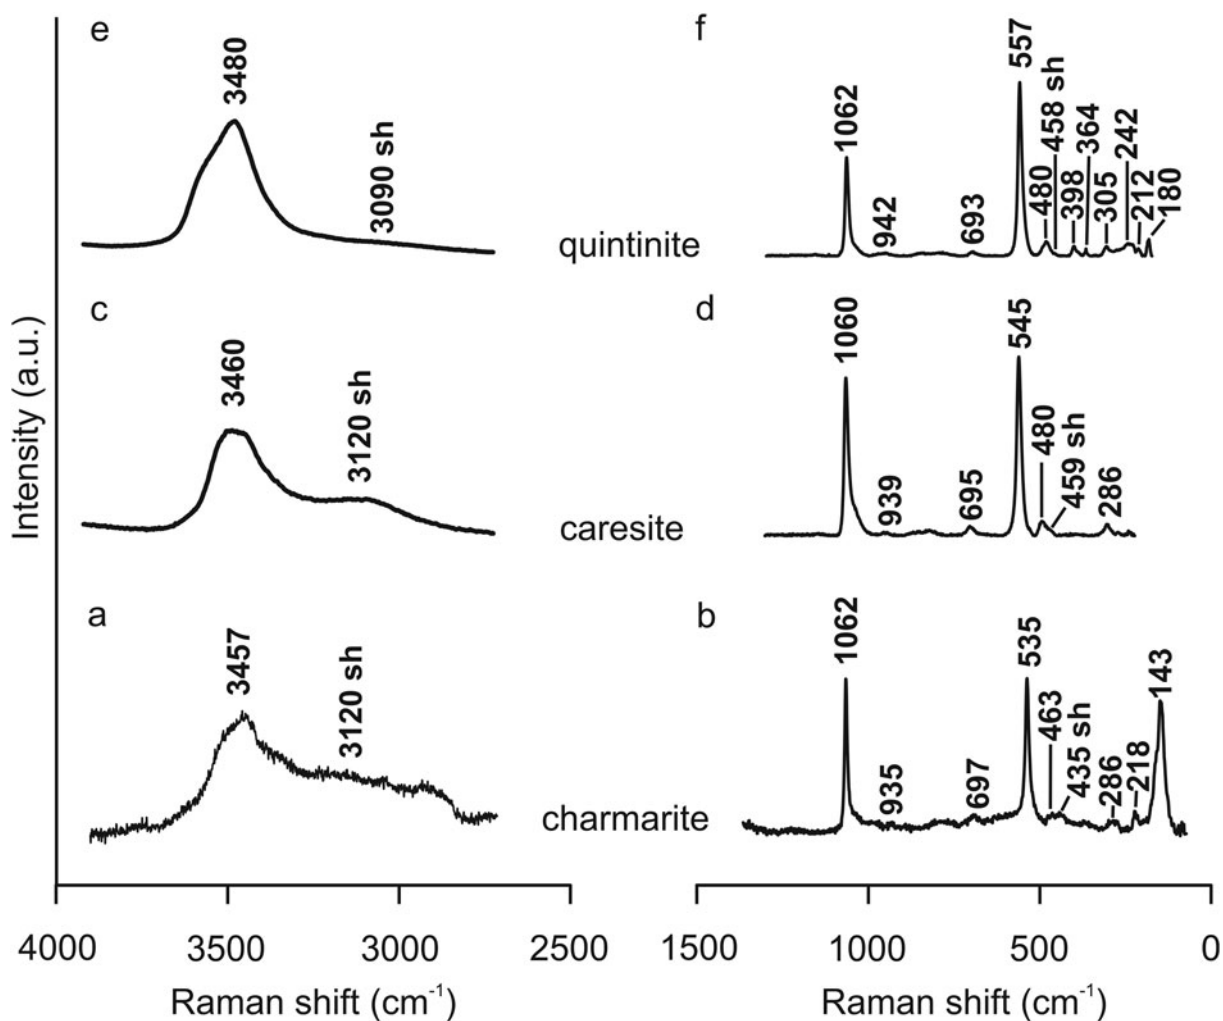 e
3480
3090 sh
quintinite
f
1062
942
693
557
480
458 sh
398
364
305
242
212
180
c
3460
3120 sh
caresite
d
1060
939
695
545
480
459 sh
286
a
3457
3120 sh
charmarite
b
1062
935
697
535
463
435 sh
286
218
143
Intensity (a.u.)
4000 3500 3000 2500
Raman shift (cm⁻¹)
1500 1000 500 0
Raman shift (cm⁻¹)